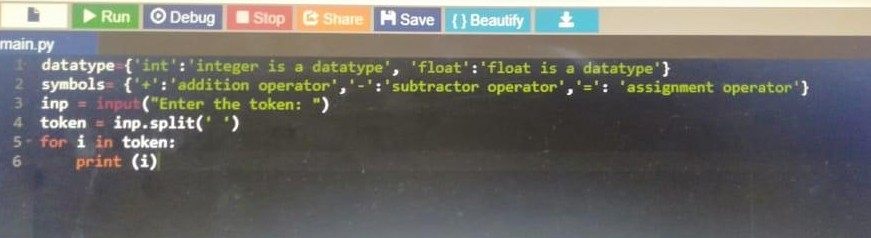 Run Debug Stop Share Save {} Beautify
main.py
1 datatype={'int':'integer is a datatype', 'float':'float is a datatype'}
2 symbols= {'+':'addition operator','-':'subtractor operator','=': 'assignment operator'}
3 inp = input("Enter the token: ")
4 token = inp.split(' ')
5 for i in token:
6 print (i)